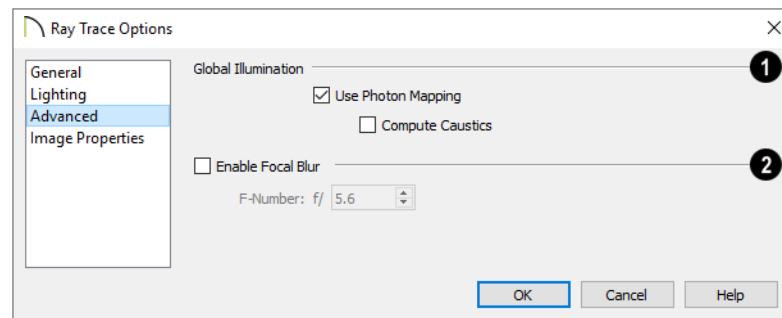 Ray Trace Options
General
Lighting
Advanced
Image Properties
Global Illumination
1
Use Photon Mapping
Compute Caustics
Enable Focal Blur
2
F-Number: f/ 5.6
OK Cancel Help